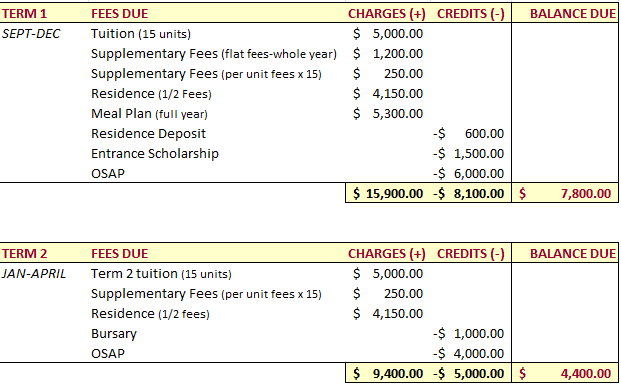 TERM 1 FEES DUE CHARGES (+) CREDITS (-) BALANCE DUE
SEPT-DEC Tuition (15 units) $ 5,000.00
Supplementary Fees (flat fees-whole year) $ 1,200.00
Supplementary Fees (per unit fees x 15) $ 250.00
Residence (1/2 Fees) $ 4,150.00
Meal Plan (full year) $ 5,300.00
Residence Deposit -$ 600.00
Entrance Scholarship -$ 1,500.00
OSAP -$ 6,000.00
$ 15,900.00 -$ 8,100.00 $ 7,800.00
TERM 2 FEES DUE CHARGES (+) CREDITS (-) BALANCE DUE
JAN-APRIL Term 2 tuition (15 units) $ 5,000.00
Supplementary Fees (per unit fees x 15) $ 250.00
Residence (1/2 fees) $ 4,150.00
Bursary -$ 1,000.00
OSAP -$ 4,000.00
$ 9,400.00 -$ 5,000.00 $ 4,400.00